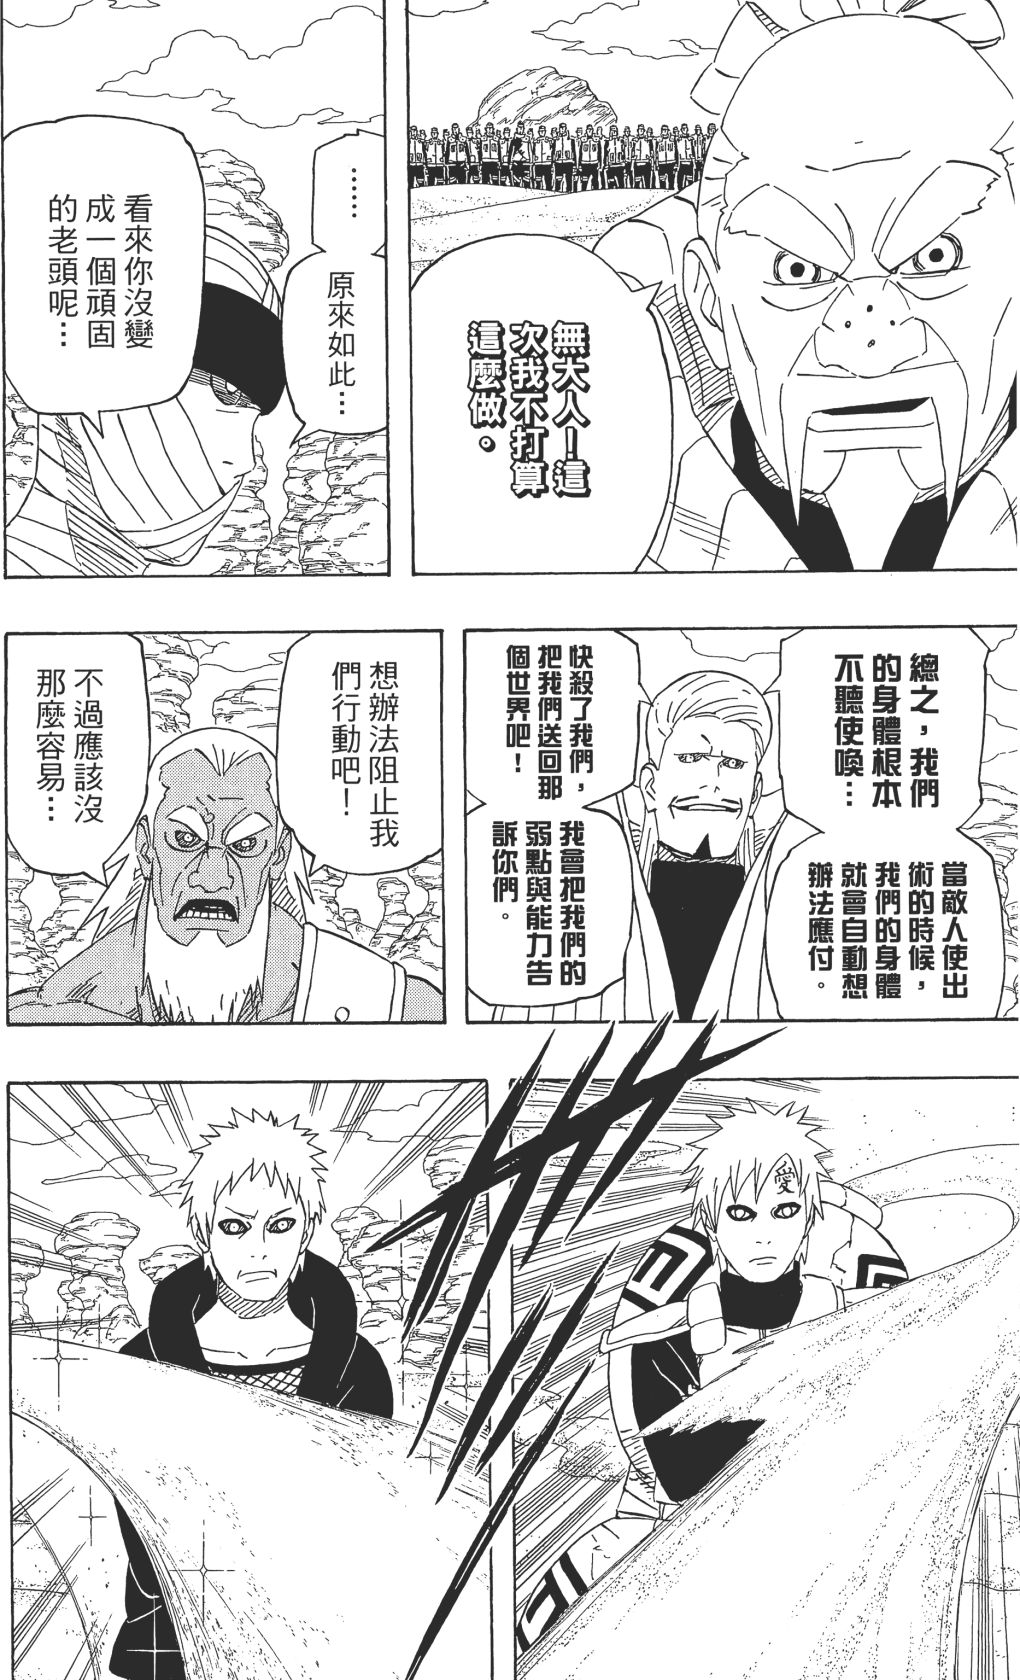 無大人！這
次我不打算
這麼做。
……
原來如此…
看來你沒變
成一個頑固
的老頭呢…
總之，我們
的身體根本
不聽使喚…
當敵人使出
術的時候，
我們的身體
就會自動想
辦法應付。
快殺了我們，
把我們送回那
個世界吧！
我會把我們的
弱點與能力告
訴你們。
想辦法阻止我
們行動吧！
不過應該沒
那麼容易…
愛